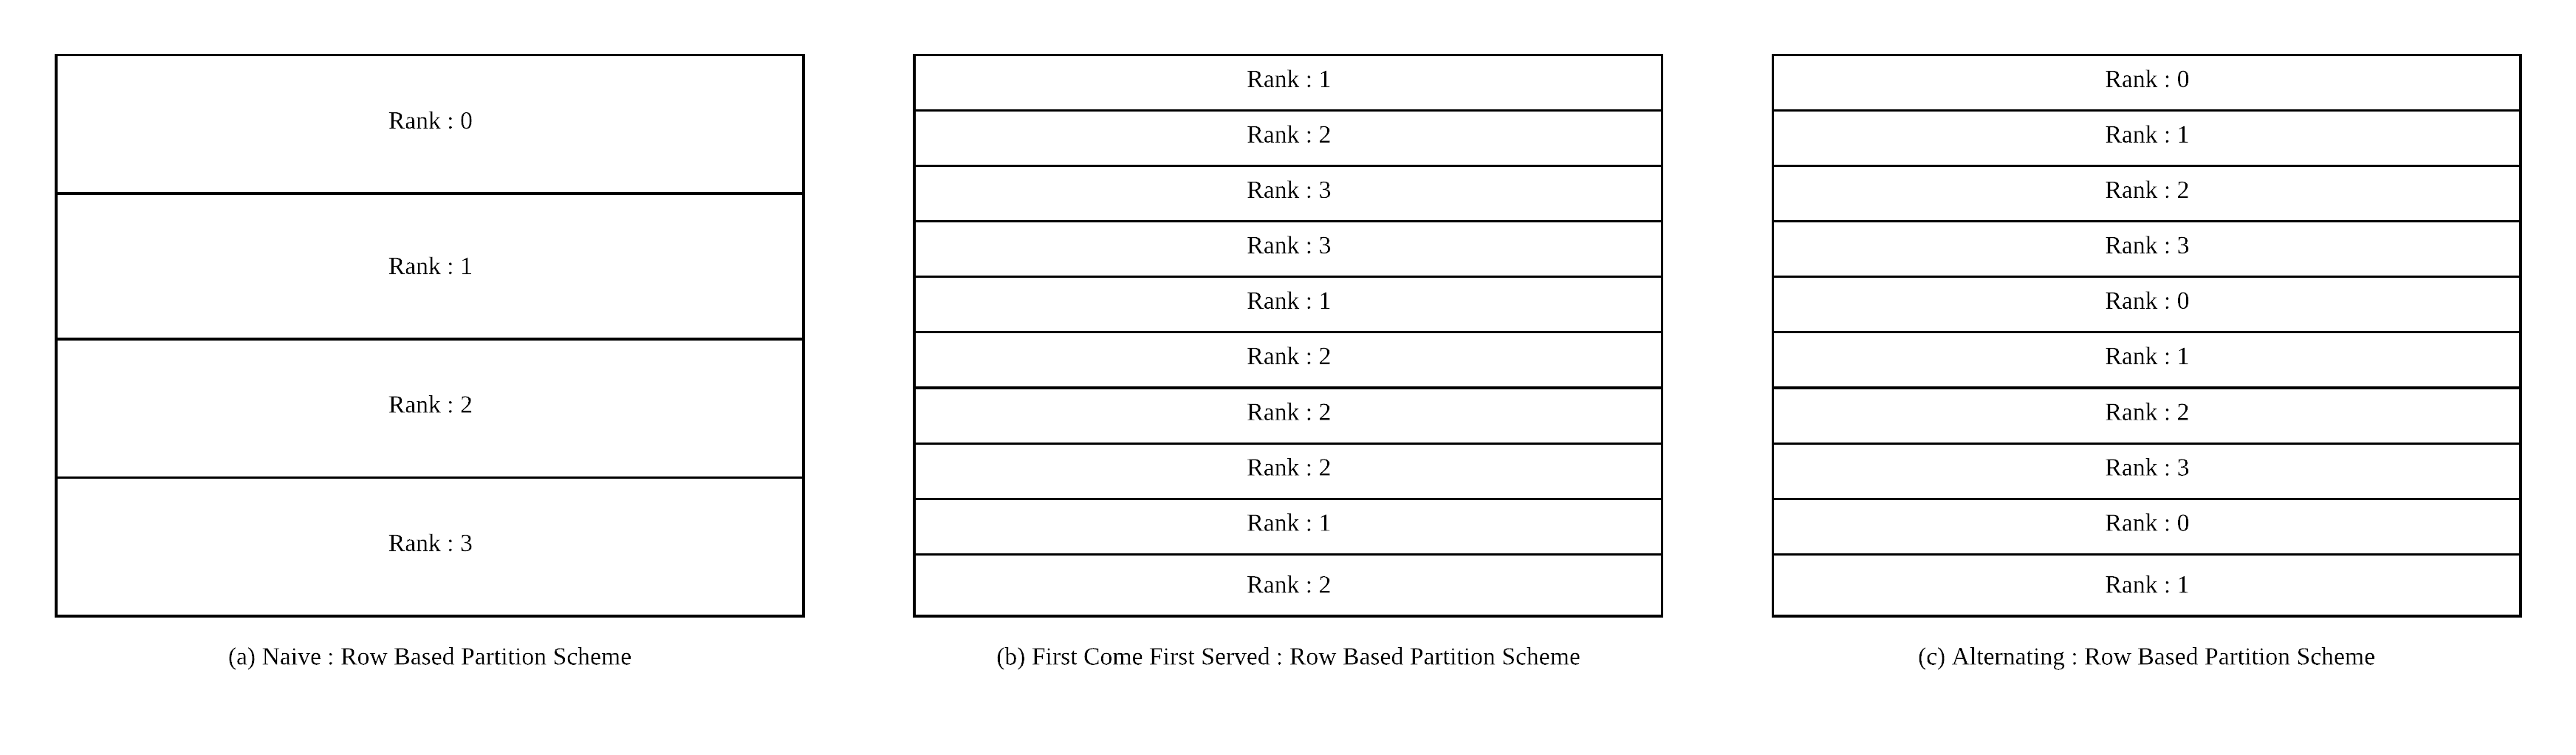 Rank : 0
Rank : 1
Rank : 2
Rank : 3
(a) Naive : Row Based Partition Scheme
Rank : 1
Rank : 2
Rank : 3
Rank : 3
Rank : 1
Rank : 2
Rank : 2
Rank : 2
Rank : 1
Rank : 2
(b) First Come First Served : Row Based Partition Scheme
Rank : 0
Rank : 1
Rank : 2
Rank : 3
Rank : 0
Rank : 1
Rank : 2
Rank : 3
Rank : 0
Rank : 1
(c) Alternating : Row Based Partition Scheme